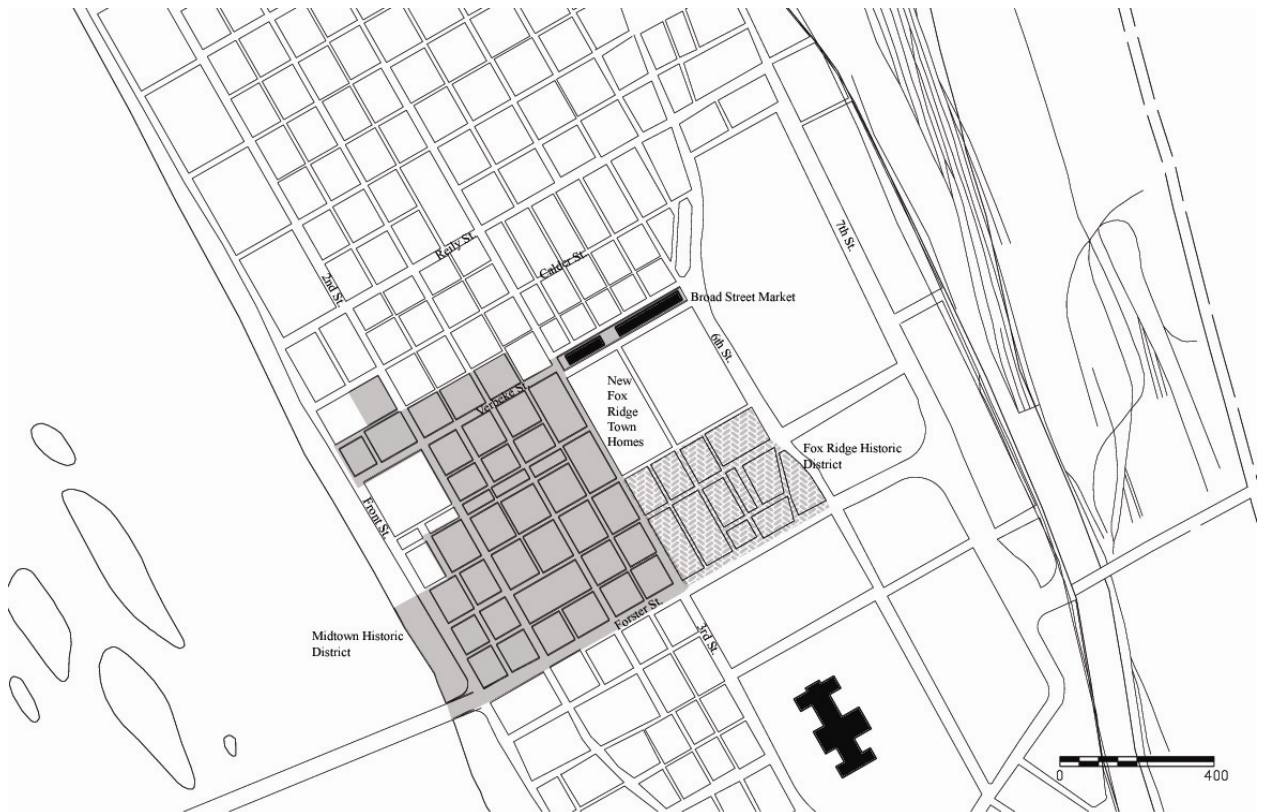 Reily St.
Calder St.
7th St.
2nd St.
Broad Street Market
6th St.
New
Fox
Ridge
Town
Homes
Verbeke St.
Fox Ridge Historic
District
Front St.
Forster St.
Midtown Historic
District
3rd St.
0
400